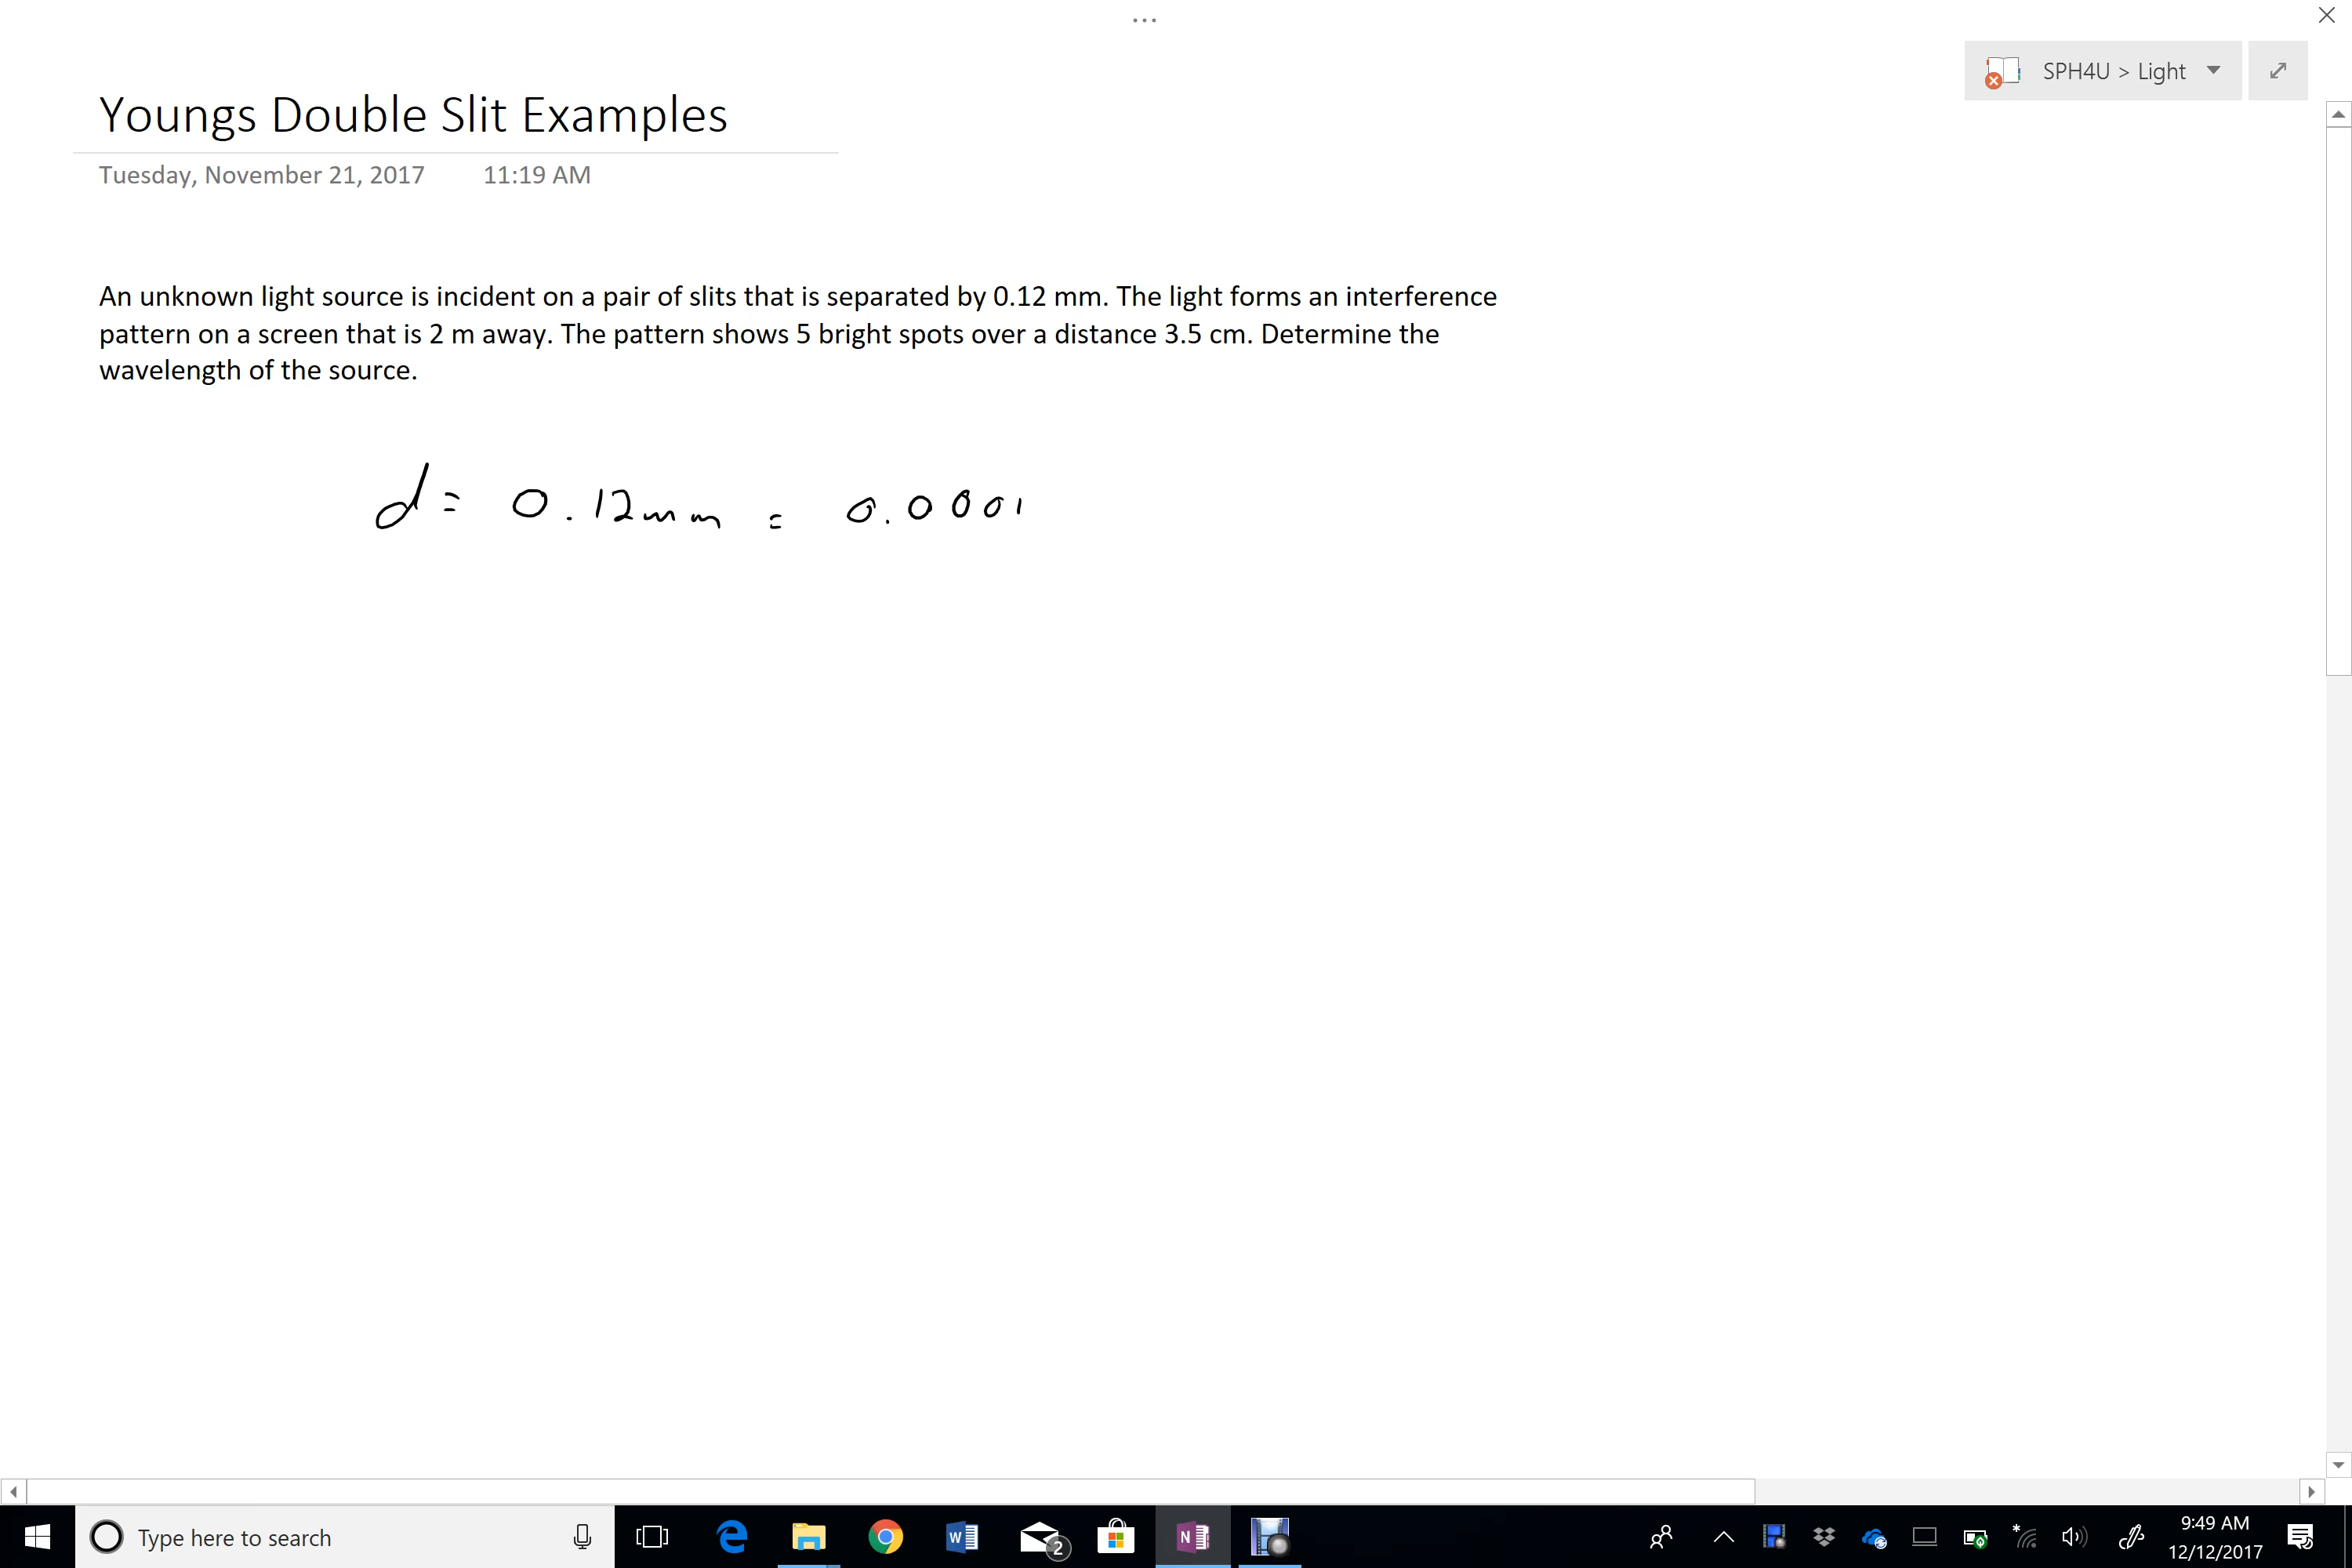 ...
SPH4U > Light
Youngs Double Slit Examples
Tuesday, November 21, 2017 11:19 AM
An unknown light source is incident on a pair of slits that is separated by 0.12 mm. The light forms an interference
pattern on a screen that is 2 m away. The pattern shows 5 bright spots over a distance 3.5 cm. Determine the
wavelength of the source.
d = 0.12mm = 0.0001
Type here to search
W
2
N
9:49 AM
12/12/2017